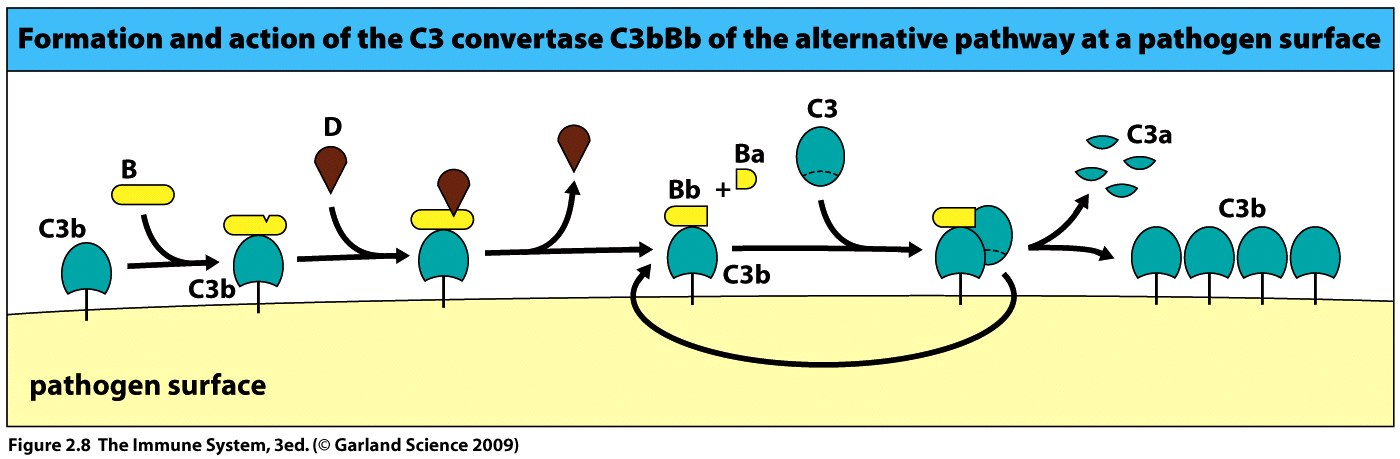 Formation and action of the C3 convertase C3bBb of the alternative pathway at a pathogen surface
C3b
B
C3b
D
Bb
+
Ba
C3b
C3
C3a
C3b
pathogen surface
Figure 2.8 The Immune System, 3ed. (© Garland Science 2009)